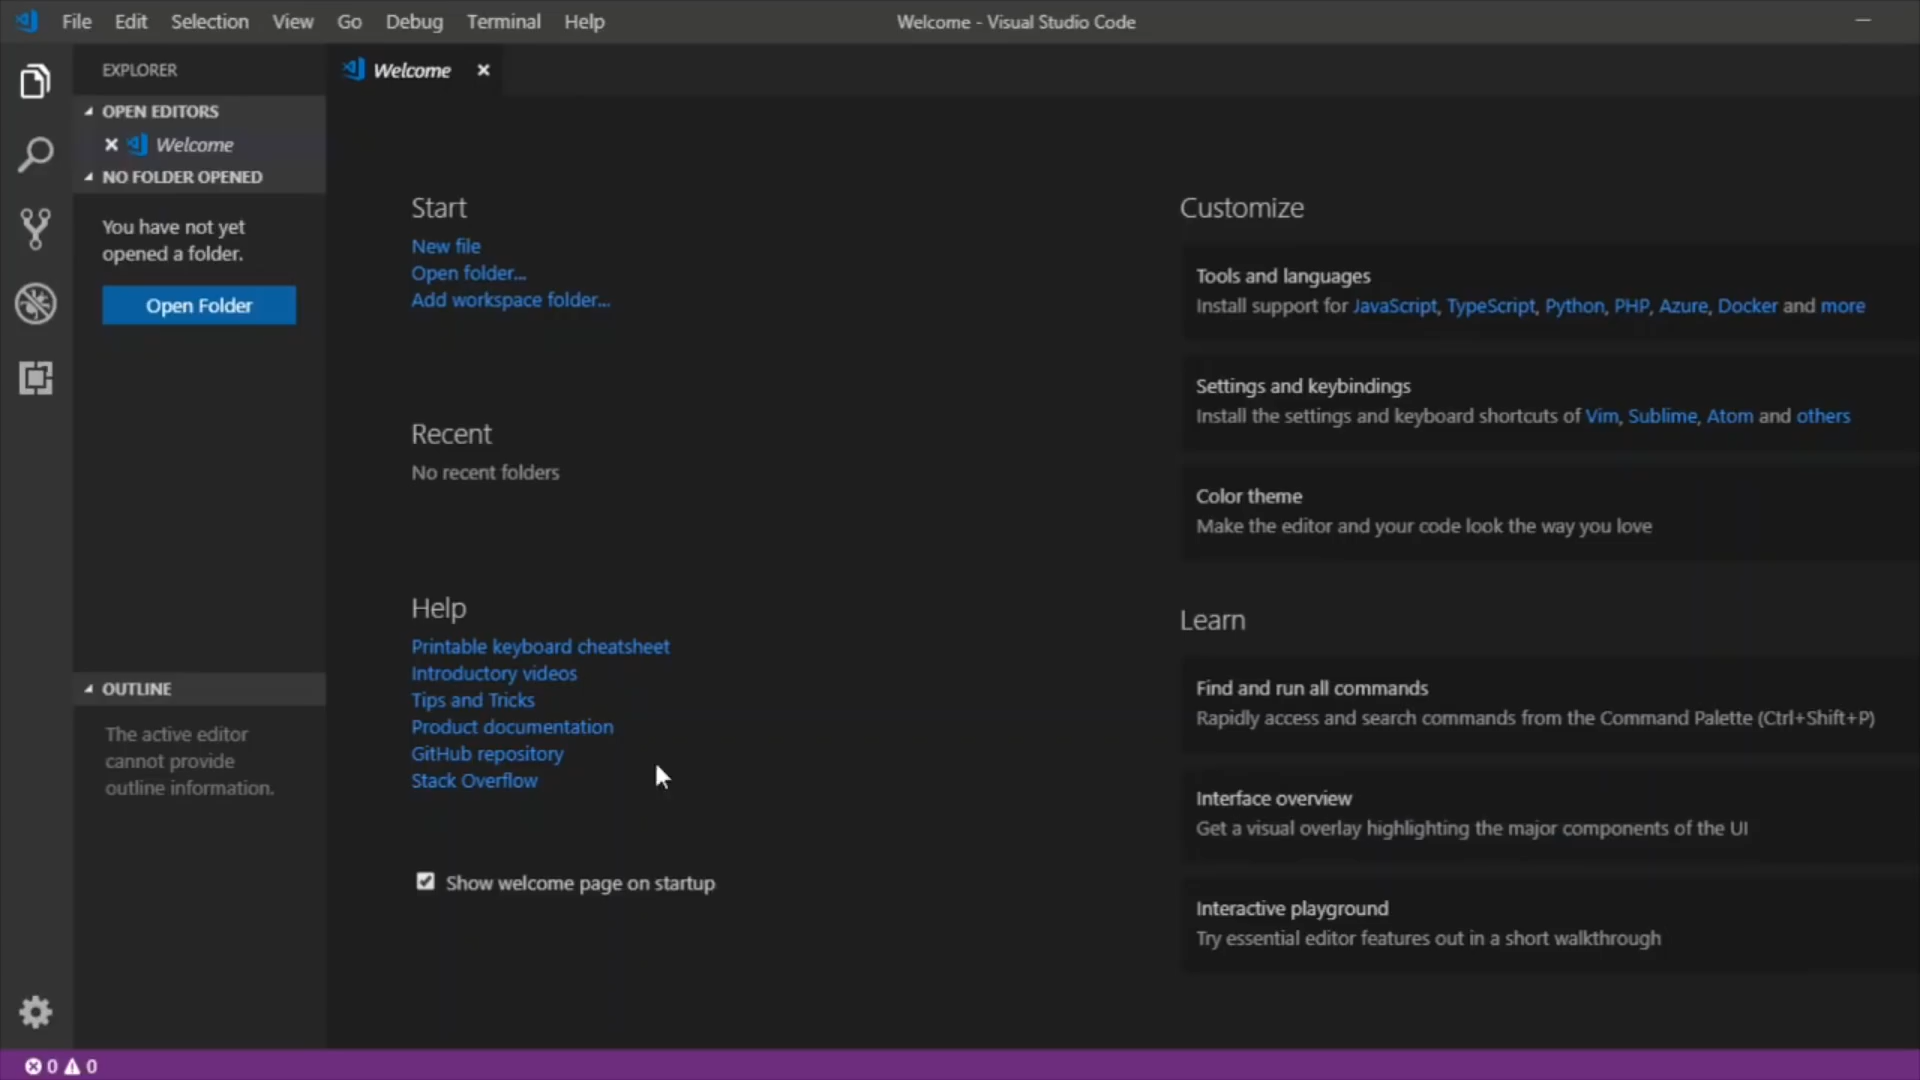 File Edit Selection View Go Debug Terminal Help
Welcome - Visual Studio Code
EXPLORER
OPEN EDITORS
Welcome
NO FOLDER OPENED
You have not yet
opened a folder.
Open Folder
OUTLINE
The active editor
cannot provide
outline information.
Welcome
Start
New file
Open folder...
Add workspace folder...
Recent
No recent folders
Help
Printable keyboard cheatsheet
Introductory videos
Tips and Tricks
Product documentation
GitHub repository
Stack Overflow
Show welcome page on startup
Customize
Tools and languages
Install support for JavaScript, TypeScript, Python, PHP, Azure, Docker and more
Settings and keybindings
Install the settings and keyboard shortcuts of Vim, Sublime, Atom and others
Color theme
Make the editor and your code look the way you love
Learn
Find and run all commands
Rapidly access and search commands from the Command Palette (Ctrl+Shift+P)
Interface overview
Get a visual overlay highlighting the major components of the UI
Interactive playground
Try essential editor features out in a short walkthrough
0 0